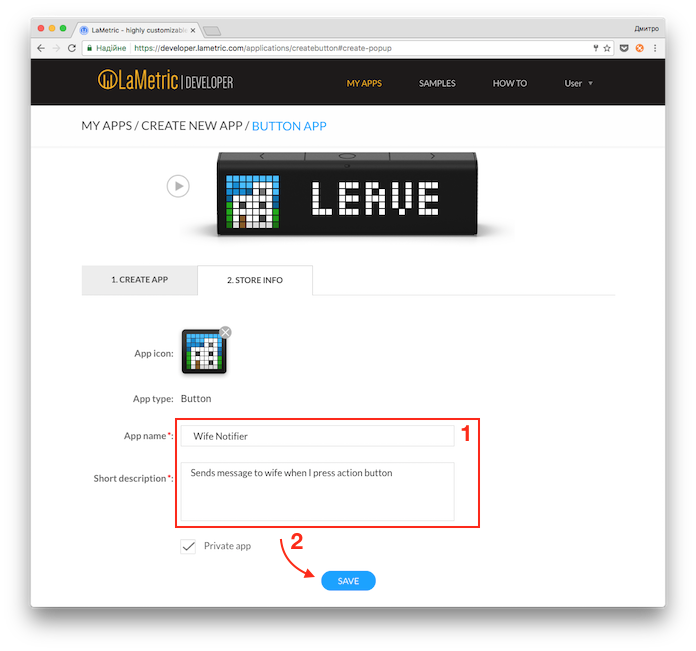 LaMetric - highly customizable
Дмитро
Надійне https://developer.lametric.com/applications/createbutton#create-popup
LaMetric | DEVELOPER
MY APPS
SAMPLES
HOW TO
User
MY APPS / CREATE NEW APP / BUTTON APP
LEAVE
1. CREATE APP
2. STORE INFO
App icon:
App type: Button
App name*: Wife Notifier
1
Short description*: Sends message to wife when I press action button
Private app
2
SAVE